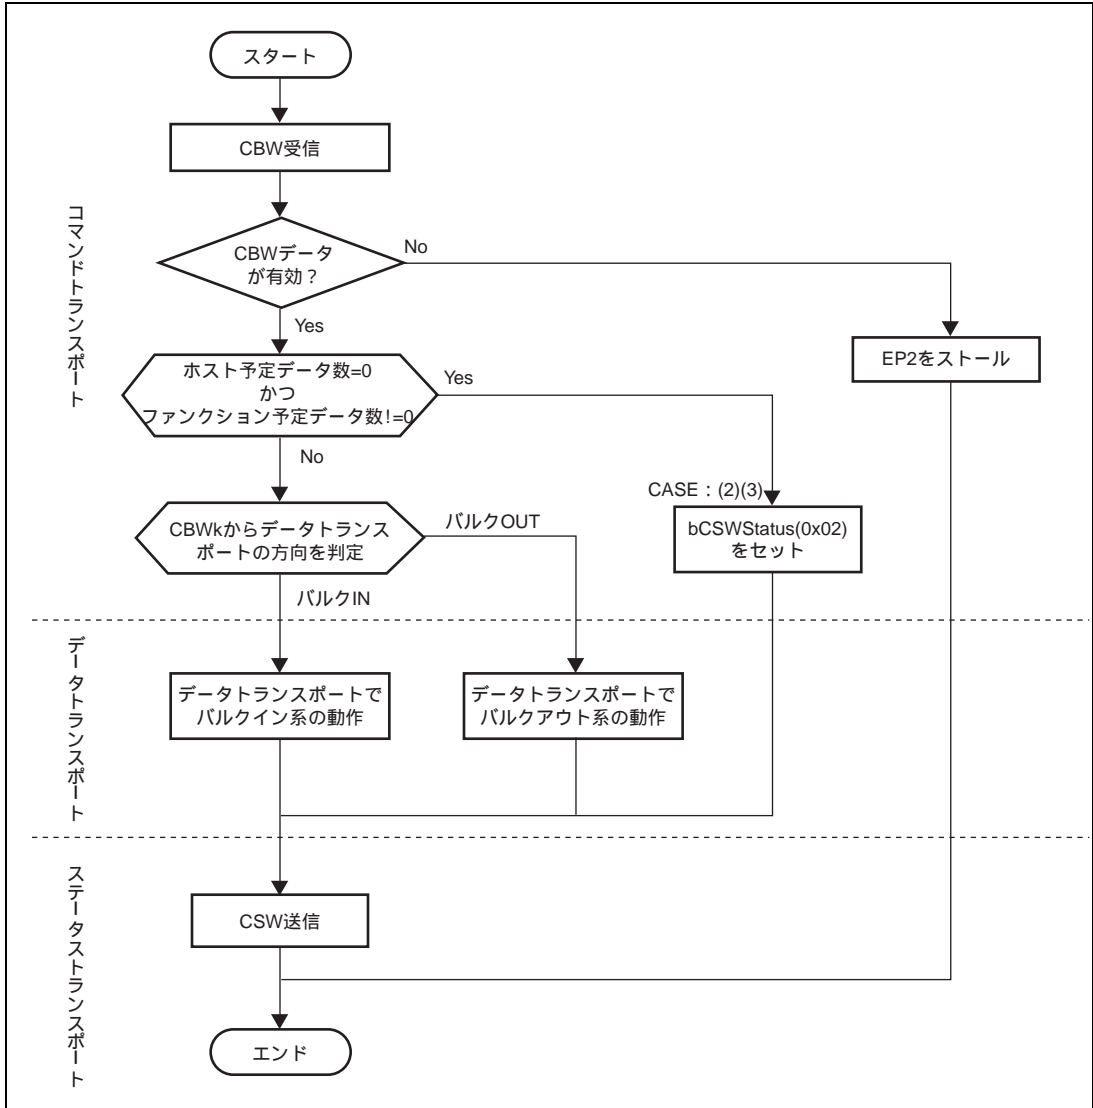 スタート
CBW受信
コマンドトランスポート
CBWデータ
が有効？
No
Yes
EP2をストール
ホスト予定データ数=0
かつ
ファンクション予定データ数!=0
Yes
No
CASE：(2)(3)
CBWkからデータトランス
ポートの方向を判定
バルクOUT
bCSWStatus(0x02)
をセット
バルクIN
データトランスポート
データトランスポートで
バルクイン系の動作
データトランスポートで
バルクアウト系の動作
ステータストランスポート
CSW送信
エンド